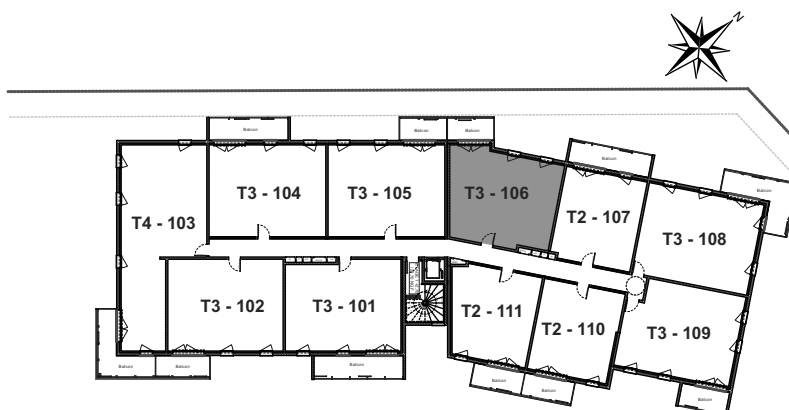 N
Balcon
Balcon
Balcon
Balcon
Balcon
T3 - 104
T3 - 105
T3 - 106
T4 - 103
T2 - 107
T3 - 108
T3 - 102
T3 - 101
T2 - 111
T2 - 110
T3 - 109
Balcon
Balcon
Balcon
Balcon
Balcon
Balcon